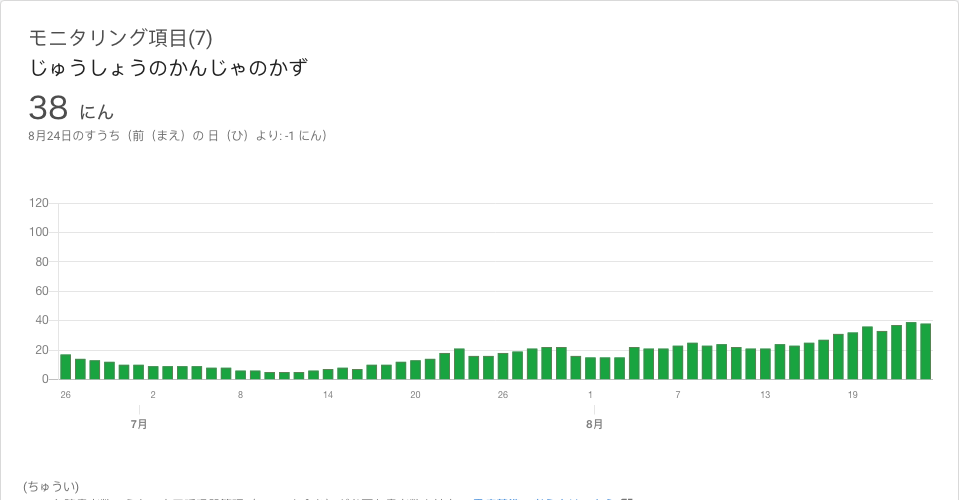 モニタリング項目(7)
じゅうしょうのかんじゃのかず
38 にん
8月24日のすうち（前（まえ）の 日（ひ）より: -1 にん）
120
100
80
60
40
20
0
26 2 8 14 20 26 1 7 13 19
7月 8月
(ちゅうい)